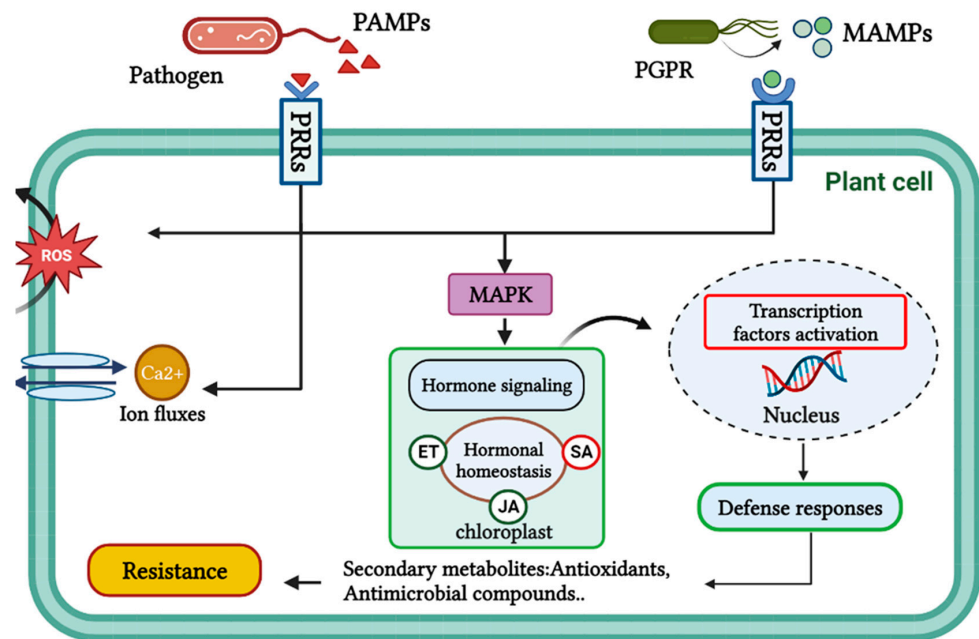 PAMPs
Pathogen
PRRs
PGPR
MAMPs
PRRs
Plant cell
ROS
MAPK
Transcription
factors activation
Nucleus
Ca2+
Ion fluxes
Hormone signaling
ET
Hormonal
homeostasis
SA
JA
chloroplast
Defense responses
Secondary metabolites:Antioxidants,
Antimicrobial compounds..
Resistance